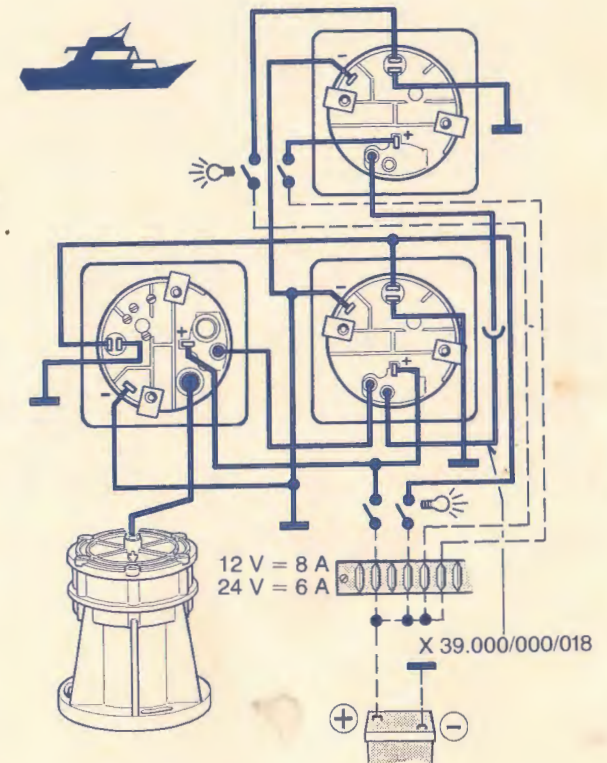 -
+
-
+
-
+
12 V = 8 A
24 V = 6 A
X 39.000/000/018
+ -